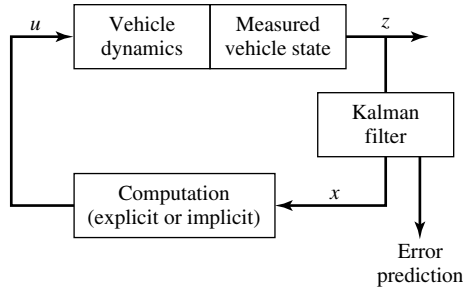 u
Vehicle
dynamics
Measured
vehicle state
z
Kalman
filter
Computation
(explicit or implicit)
x
Error
prediction